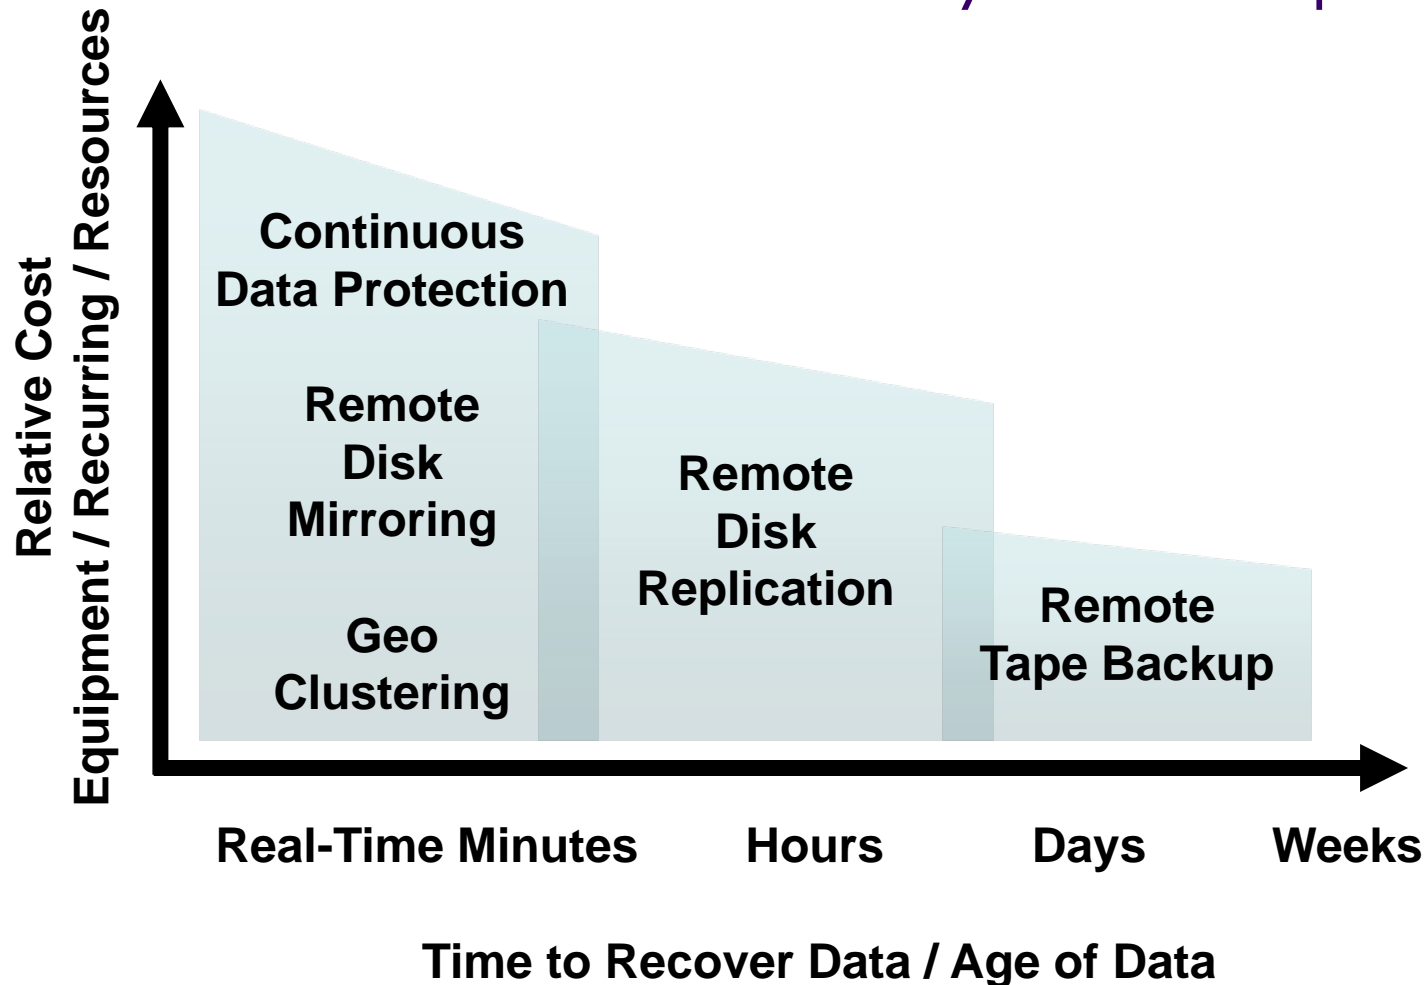 Relative Cost
Equipment / Recurring / Resources
Continuous
Data Protection
Remote
Disk
Mirroring
Geo
Clustering
Remote
Disk
Replication
Remote
Tape Backup
Real-Time Minutes
Hours
Days
Weeks
Time to Recover Data / Age of Data